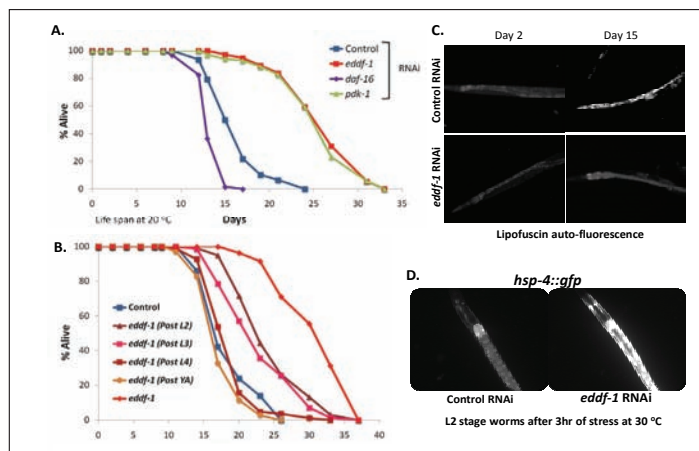 A.
100
80
60
40
20
0
% Alive
Control
eddf-1
daf-16
pdk-1
RNAi
0 5 10 15 20 25 30 35
Life span at 20 °C
Days
B.
100
80
60
40
20
0
% Alive
Control
eddf-1 (Post L2)
eddf-1 (Post L3)
eddf-1 (Post L4)
eddf-1 (Post YA)
eddf-1
0 5 10 15 20 25 30 35 40
C.
Day 2 Day 15
Control RNAi
eddf-1 RNAi
Lipofuscin auto-fluorescence
D.
hsp-4::gfp
Control RNAi eddf-1 RNAi
L2 stage worms after 3hr of stress at 30 °C